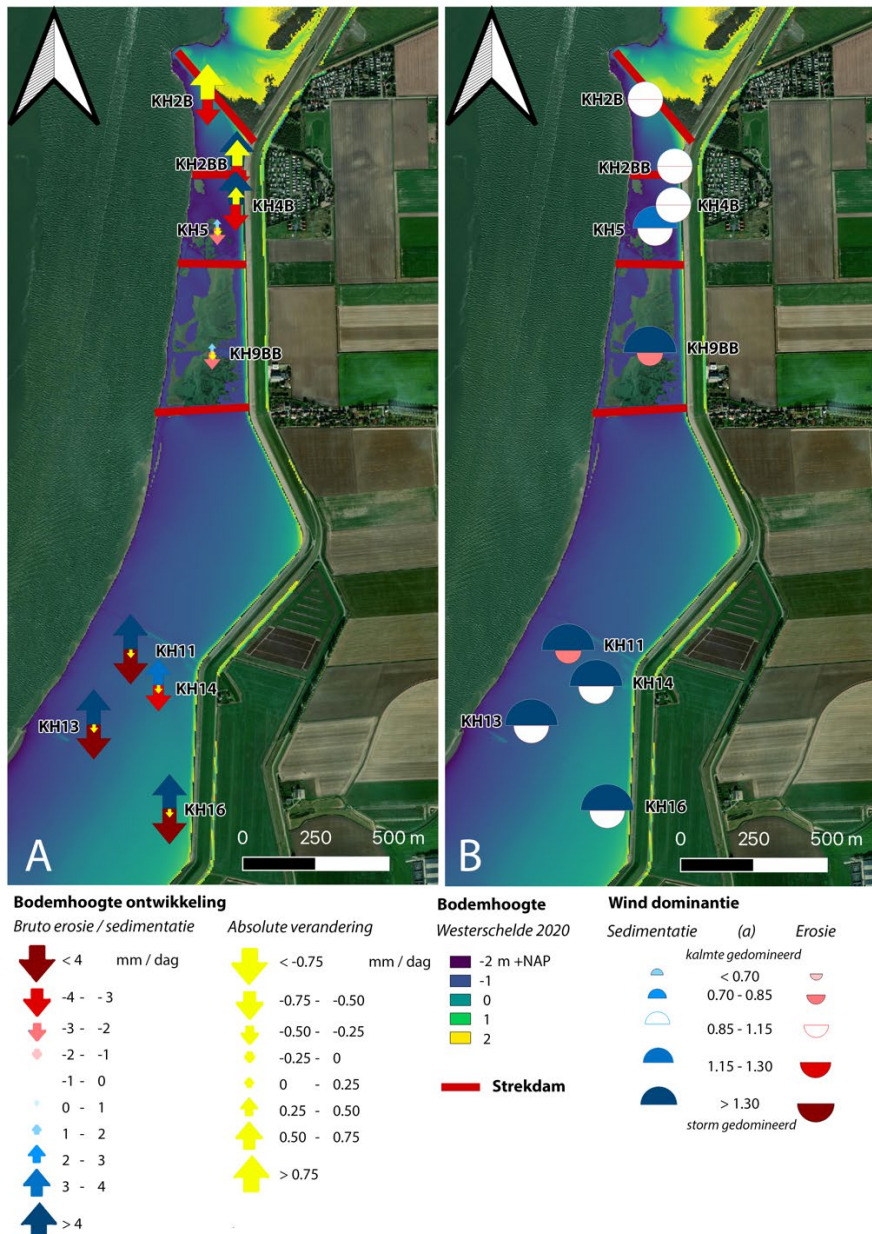 KH2B
KH2BB
KH4B
KH5
KH9BB
KH11
KH14
KH13
KH16
0 250 500 m
A
KH2B
KH2BB
KH4B
KH5
KH9BB
KH11
KH14
KH13
KH16
0 250 500 m
B
Bodemhoogte ontwikkeling
Bruto erosie / sedimentatie
< 4 mm / dag
-4 - - 3
-3 - -2
-2 - -1
-1 - 0
0 - 1
1 - 2
2 - 3
3 - 4
> 4
Absolute verandering
< -0.75 mm / dag
-0.75 - -0.50
-0.50 - -0.25
-0.25 - 0
0 - 0.25
0.25 - 0.50
0.50 - 0.75
> 0.75
Bodemhoogte
Westerschelde 2020
-2 m +NAP
-1
0
1
2
Strekdam
Wind dominantie
Sedimentatie (a) Erosie
kalmte gedomineerd
< 0.70
0.70 - 0.85
0.85 - 1.15
1.15 - 1.30
> 1.30
storm gedomineerd